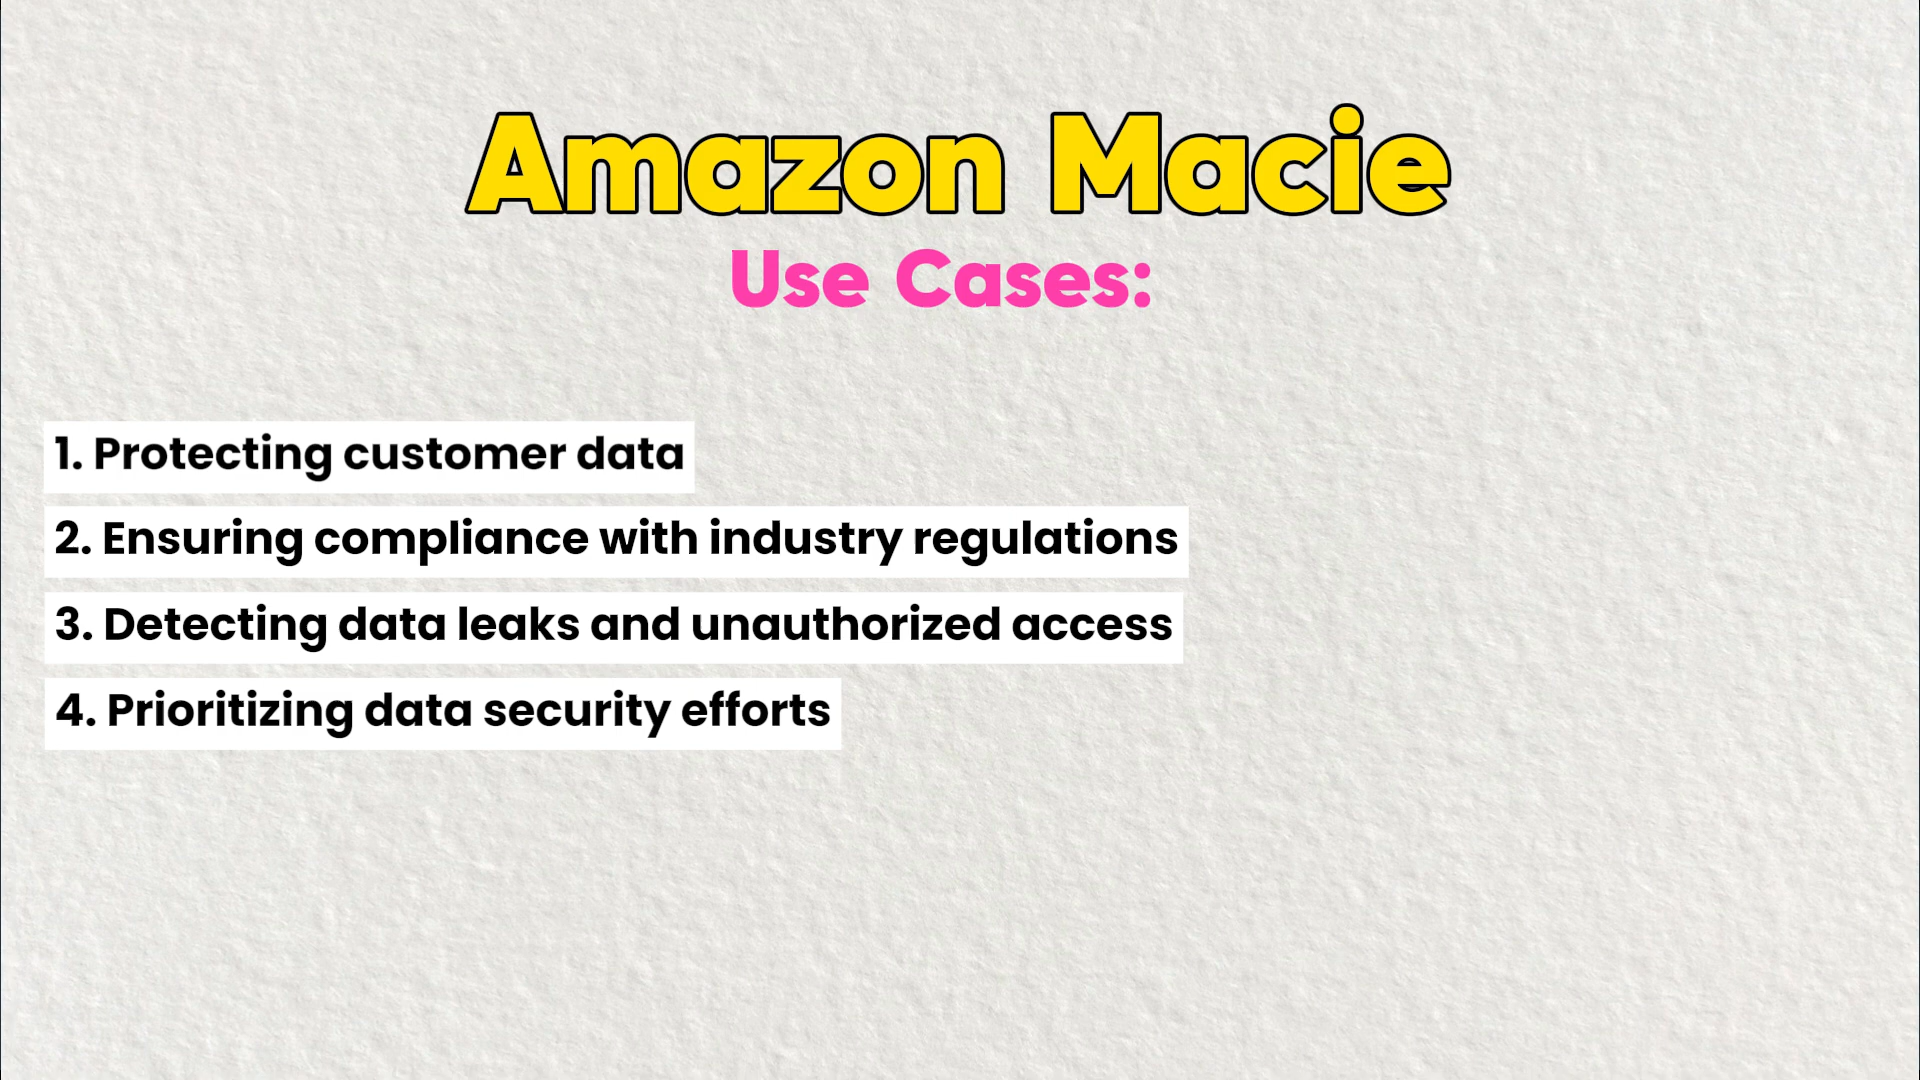 Amazon Macie
Use Cases:
1. Protecting customer data
2. Ensuring compliance with industry regulations
3. Detecting data leaks and unauthorized access
4. Prioritizing data security efforts